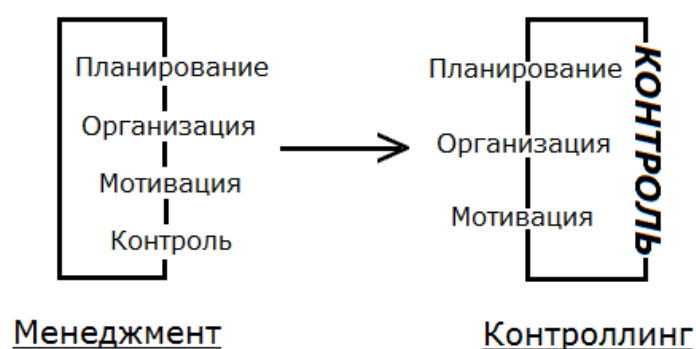 Планирование
Организация
Мотивация
Контроль
Менеджмент
Планирование
Организация
Мотивация
КОНТРОЛЬ
Контроллинг